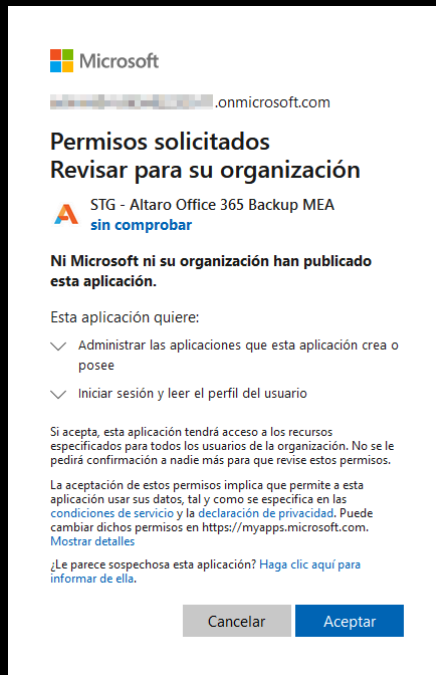 Microsoft
.onmicrosoft.com
Permisos solicitados
Revisar para su organización
STG - Altaro Office 365 Backup MEA
sin comprobar
Ni Microsoft ni su organización han publicado
esta aplicación.
Esta aplicación quiere:
Administrar las aplicaciones que esta aplicación crea o
posee
Iniciar sesión y leer el perfil del usuario
Si acepta, esta aplicación tendrá acceso a los recursos
especificados para todos los usuarios de la organización. No se le
pedirá confirmación a nadie más para que revise estos permisos.
La aceptación de estos permisos implica que permite a esta
aplicación usar sus datos, tal y como se especifica en las
condiciones de servicio y la declaración de privacidad. Puede
cambiar dichos permisos en https://myapps.microsoft.com.
Mostrar detalles
¿Le parece sospechosa esta aplicación? Haga clic aquí para
informar de ella.
Cancelar
Aceptar